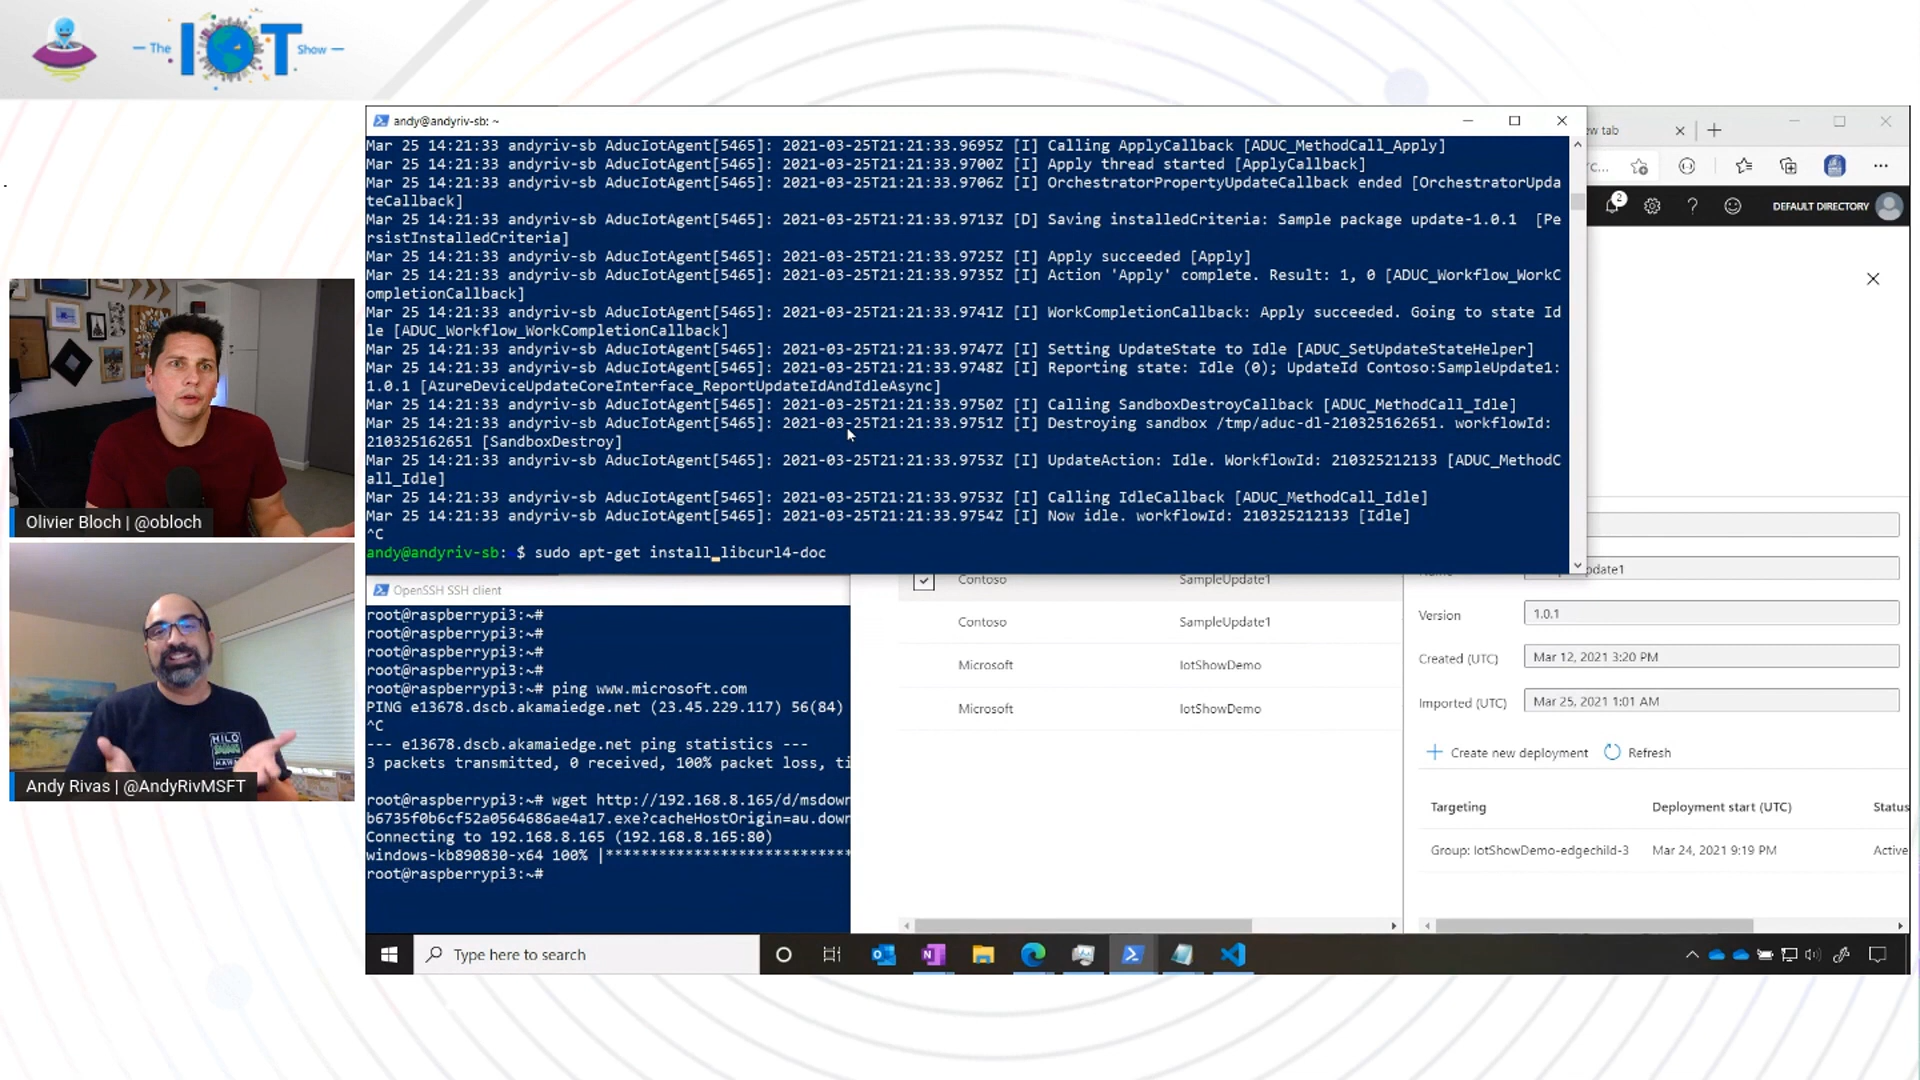 The IOT Show
andy@andyriv-sb: ~
Mar 25 14:21:33 andyriv-sb AducIotAgent[5465]: 2021-03-25T21:21:33.9695Z [I] Calling ApplyCallback [ADUC_MethodCall_Apply]
Mar 25 14:21:33 andyriv-sb AducIotAgent[5465]: 2021-03-25T21:21:33.9700Z [I] Apply thread started [ApplyCallback]
Mar 25 14:21:33 andyriv-sb AducIotAgent[5465]: 2021-03-25T21:21:33.9706Z [I] OrchestratorPropertyUpdateCallback ended [OrchestratorUpda
teCallback]
Mar 25 14:21:33 andyriv-sb AducIotAgent[5465]: 2021-03-25T21:21:33.9713Z [D] Saving installedCriteria: Sample package update-1.0.1 [Pe
rsistInstalledCriteria]
Mar 25 14:21:33 andyriv-sb AducIotAgent[5465]: 2021-03-25T21:21:33.9725Z [I] Apply succeeded [Apply]
Mar 25 14:21:33 andyriv-sb AducIotAgent[5465]: 2021-03-25T21:21:33.9735Z [I] Action 'Apply' complete. Result: 1, 0 [ADUC_Workflow_WorkC
ompletionCallback]
Mar 25 14:21:33 andyriv-sb AducIotAgent[5465]: 2021-03-25T21:21:33.9741Z [I] WorkCompletionCallback: Apply succeeded. Going to state Id
le [ADUC_Workflow_WorkCompletionCallback]
Mar 25 14:21:33 andyriv-sb AducIotAgent[5465]: 2021-03-25T21:21:33.9747Z [I] Setting UpdateState to Idle [ADUC_SetUpdateStateHelper]
Mar 25 14:21:33 andyriv-sb AducIotAgent[5465]: 2021-03-25T21:21:33.9748Z [I] Reporting state: Idle (0); UpdateId Contoso:SampleUpdate1:
1.0.1 [AzureDeviceUpdateCoreInterface_ReportUpdateIdAndIdleAsync]
Mar 25 14:21:33 andyriv-sb AducIotAgent[5465]: 2021-03-25T21:21:33.9750Z [I] Calling SandboxDestroyCallback [ADUC_MethodCall_Idle]
Mar 25 14:21:33 andyriv-sb AducIotAgent[5465]: 2021-03-25T21:21:33.9751Z [I] Destroying sandbox /tmp/aduc-dl-210325162651. workflowId:
210325162651 [SandboxDestroy]
Mar 25 14:21:33 andyriv-sb AducIotAgent[5465]: 2021-03-25T21:21:33.9753Z [I] UpdateAction: Idle. WorkflowId: 210325212133 [ADUC_MethodC
all_Idle]
Mar 25 14:21:33 andyriv-sb AducIotAgent[5465]: 2021-03-25T21:21:33.9753Z [I] Calling IdleCallback [ADUC_MethodCall_Idle]
Mar 25 14:21:33 andyriv-sb AducIotAgent[5465]: 2021-03-25T21:21:33.9754Z [I] Now idle. workflowId: 210325212133 [Idle]
^C
andy@andyriv-sb: $ sudo apt-get install libcurl4-doc
ew tab
2
DEFAULT DIRECTORY
Olivier Bloch | @obloch
HILO
Andy Rivas | @AndyRivMSFT
OpenSSH SSH client
root@raspberrypi3:~#
root@raspberrypi3:~#
root@raspberrypi3:~#
root@raspberrypi3:~#
root@raspberrypi3:~# ping www.microsoft.com
PING e13678.dscb.akamaiedge.net (23.45.229.117) 56(84)
^C
--- e13678.dscb.akamaiedge.net ping statistics ---
3 packets transmitted, 0 received, 100% packet loss, ti
root@raspberrypi3:~# wget http://192.168.8.165/d/msdown
b6735f0b6cf52a0564686ae4a17.exe?cacheHostOrigin=au.down
Connecting to 192.168.8.165 (192.168.8.165:80)
windows-kb890830-x64 100% |****************************
root@raspberrypi3:~#
Contoso SampleUpdate1
Contoso SampleUpdate1
Microsoft IotShowDemo
Microsoft IotShowDemo
pdate1
Version 1.0.1
Created (UTC) Mar 12, 2021 3:20 PM
Imported (UTC) Mar 25, 2021 1:01 AM
Create new deployment Refresh
Targeting Deployment start (UTC) Status
Group: IotShowDemo-edgechild-3 Mar 24, 2021 9:19 PM Active
Type here to search